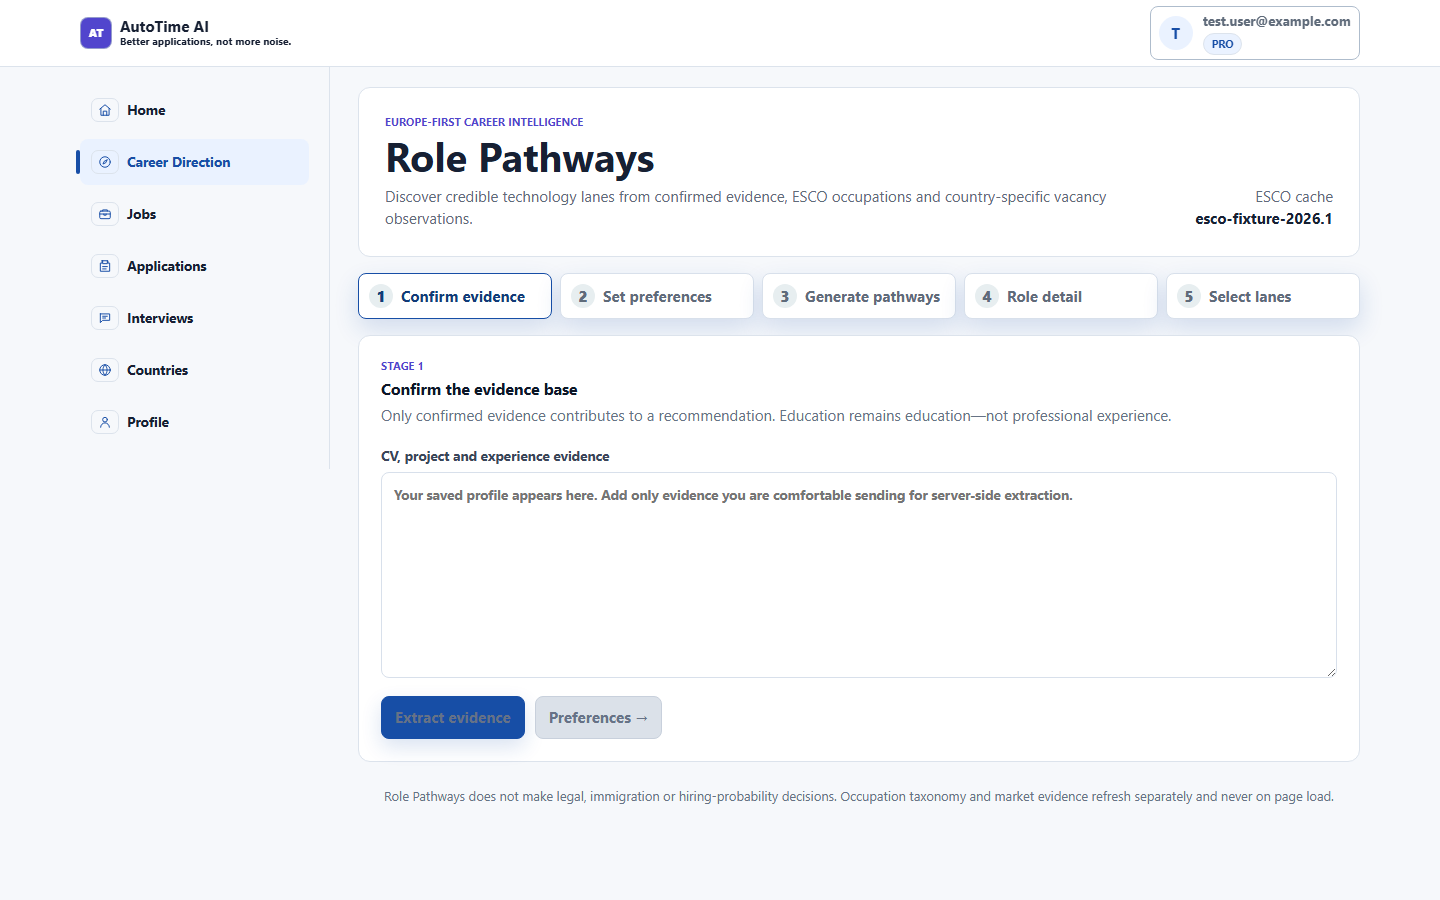 AT
AutoTime AI
Better applications, not more noise.
T
test.user@example.com
PRO
Home
Career Direction
Jobs
Applications
Interviews
Countries
Profile
EUROPE-FIRST CAREER INTELLIGENCE
Role Pathways
Discover credible technology lanes from confirmed evidence, ESCO occupations and country-specific vacancy
observations.
ESCO cache
esco-fixture-2026.1
1 Confirm evidence
2 Set preferences
3 Generate pathways
4 Role detail
5 Select lanes
STAGE 1
Confirm the evidence base
Only confirmed evidence contributes to a recommendation. Education remains education—not professional experience.
CV, project and experience evidence
Your saved profile appears here. Add only evidence you are comfortable sending for server-side extraction.
Extract evidence
Preferences →
Role Pathways does not make legal, immigration or hiring-probability decisions. Occupation taxonomy and market evidence refresh separately and never on page load.